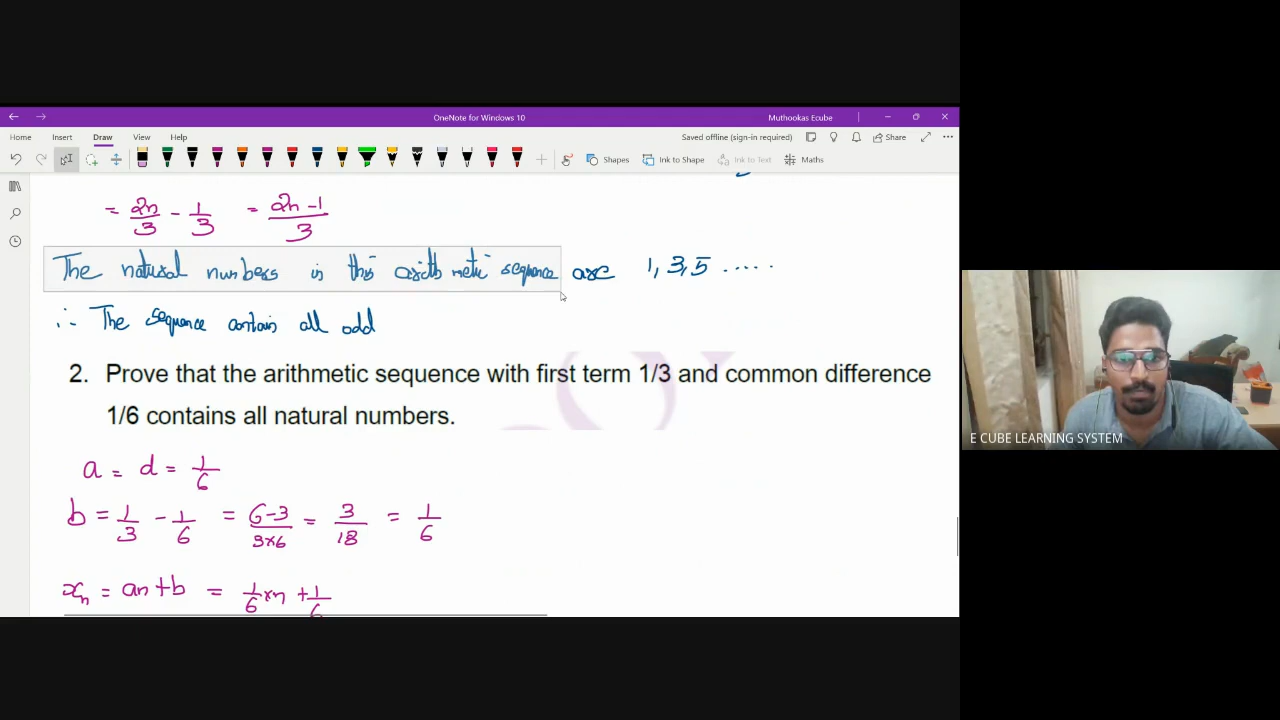 OneNote for Windows 10
Muthookas Ecube
Home Insert Draw View Help
Saved offline (sign-in required)
Share
Shapes
Ink to Shape
Ink to Text
Maths
= 2n/3 - 1/3 = 2n-1/3
The natural numbers in this arithmetic sequence are 1, 3, 5 .....
∴ The sequence contain all odd
2. Prove that the arithmetic sequence with first term 1/3 and common difference
1/6 contains all natural numbers.
a = d = 1/6
b = 1/3 - 1/6 = 6-3/3×6 = 3/18 = 1/6
xₙ = an+b = 1/6 ×n + 1/6
E CUBE LEARNING SYSTEM